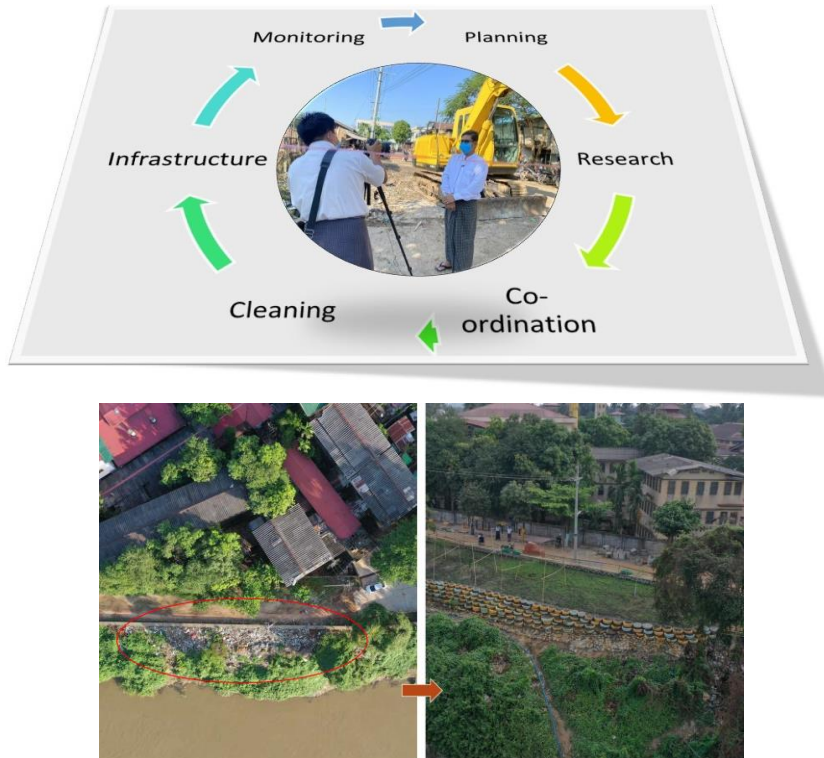 Monitoring
Planning
Research
Co-
ordination
Cleaning
Infrastructure